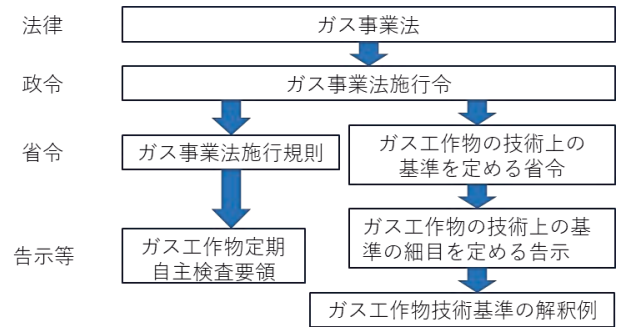 法律
ガス事業法
政令
ガス事業法施行令
省令
ガス事業法施行規則
ガス工作物の技術上の
基準を定める省令
告示等
ガス工作物定期
自主検査要領
ガス工作物の技術上の基
準の細目を定める告示
ガス工作物技術基準の解釈例